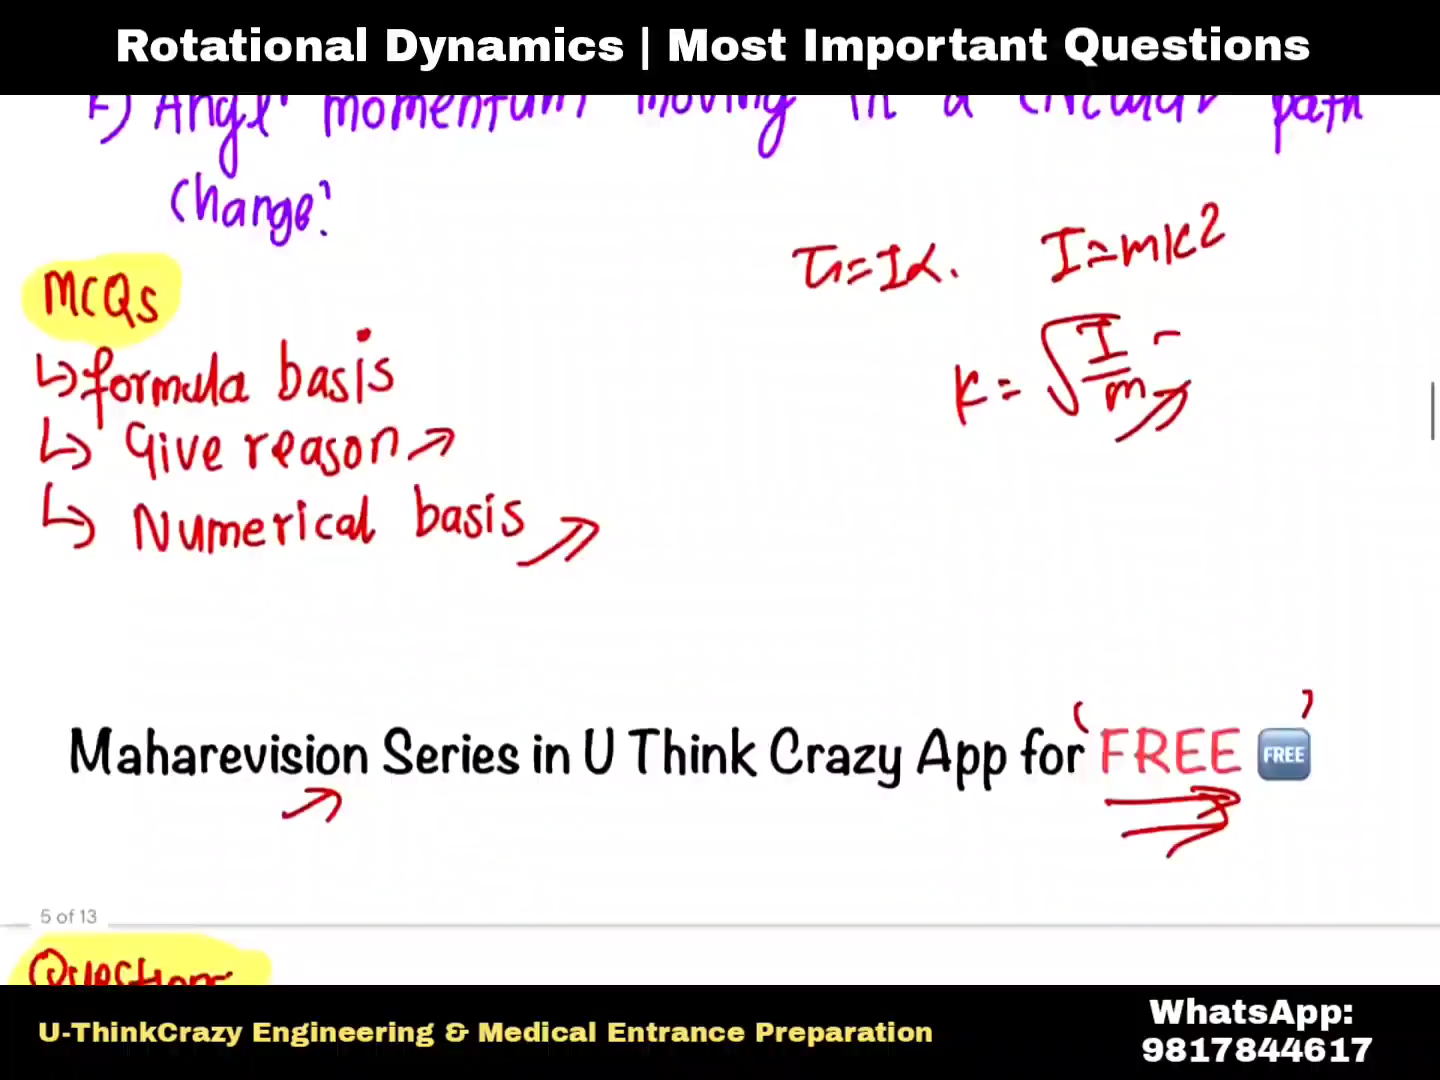 Rotational Dynamics | Most Important Questions
F) Angl momentum moving in a circular path
change?
MCQs
↳ formula basis
↳ Give reason
↳ Numerical basis
τ = Iα. I = mk²
k = √I/m
Maharevision Series in U Think Crazy App for FREE FREE
5 of 13
Question
U-ThinkCrazy Engineering & Medical Entrance Preparation
WhatsApp:
9817844617